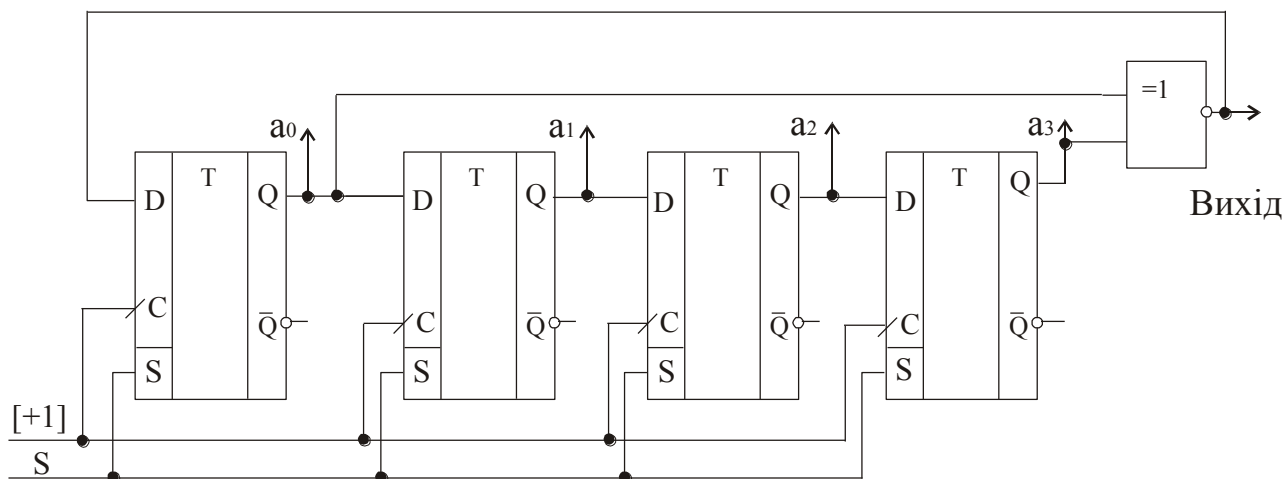 =1
a0 a1 a2 a3
T T T T
D Q D Q D Q D Q
Вихід
C Q̅ C Q̅ C Q̅ C Q̅
S S S S
[+1]
S